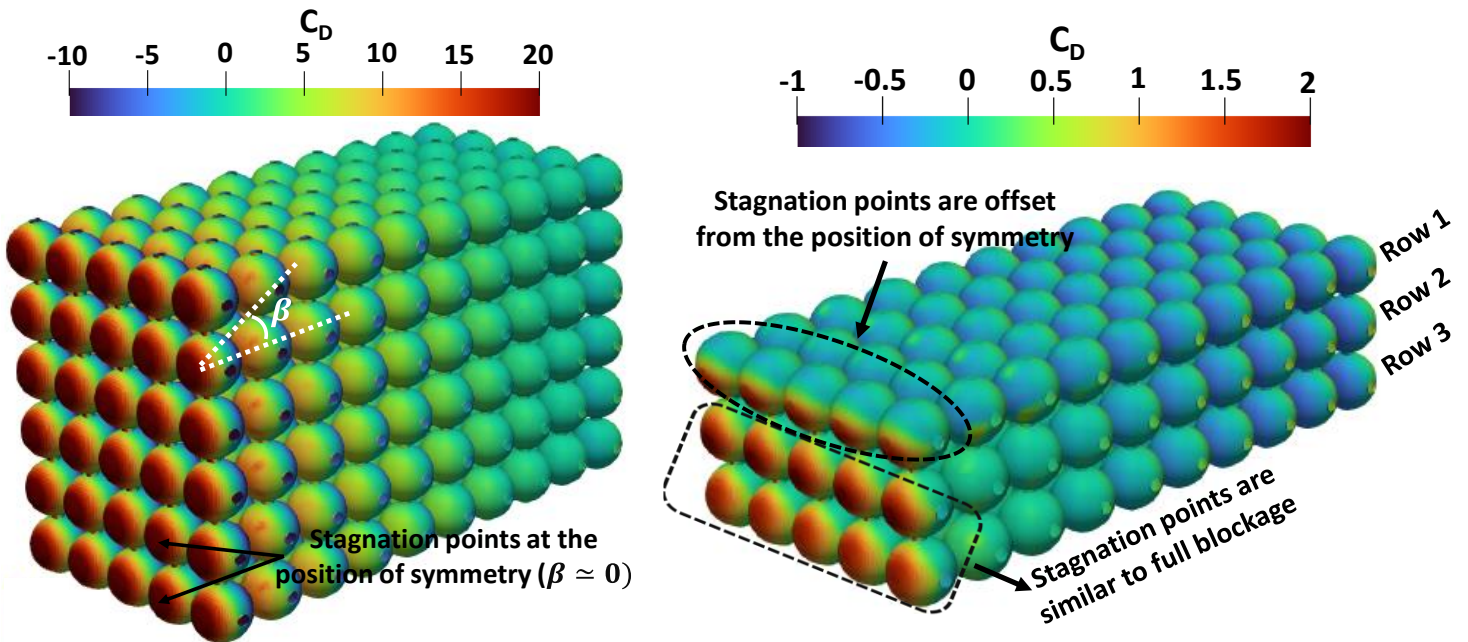 C_D
-10 -5 0 5 10 15 20
β
Stagnation points at the
position of symmetry (β ≃ 0)
C_D
-1 -0.5 0 0.5 1 1.5 2
Stagnation points are offset
from the position of symmetry
Row 1
Row 2
Row 3
Stagnation points are
similar to full blockage